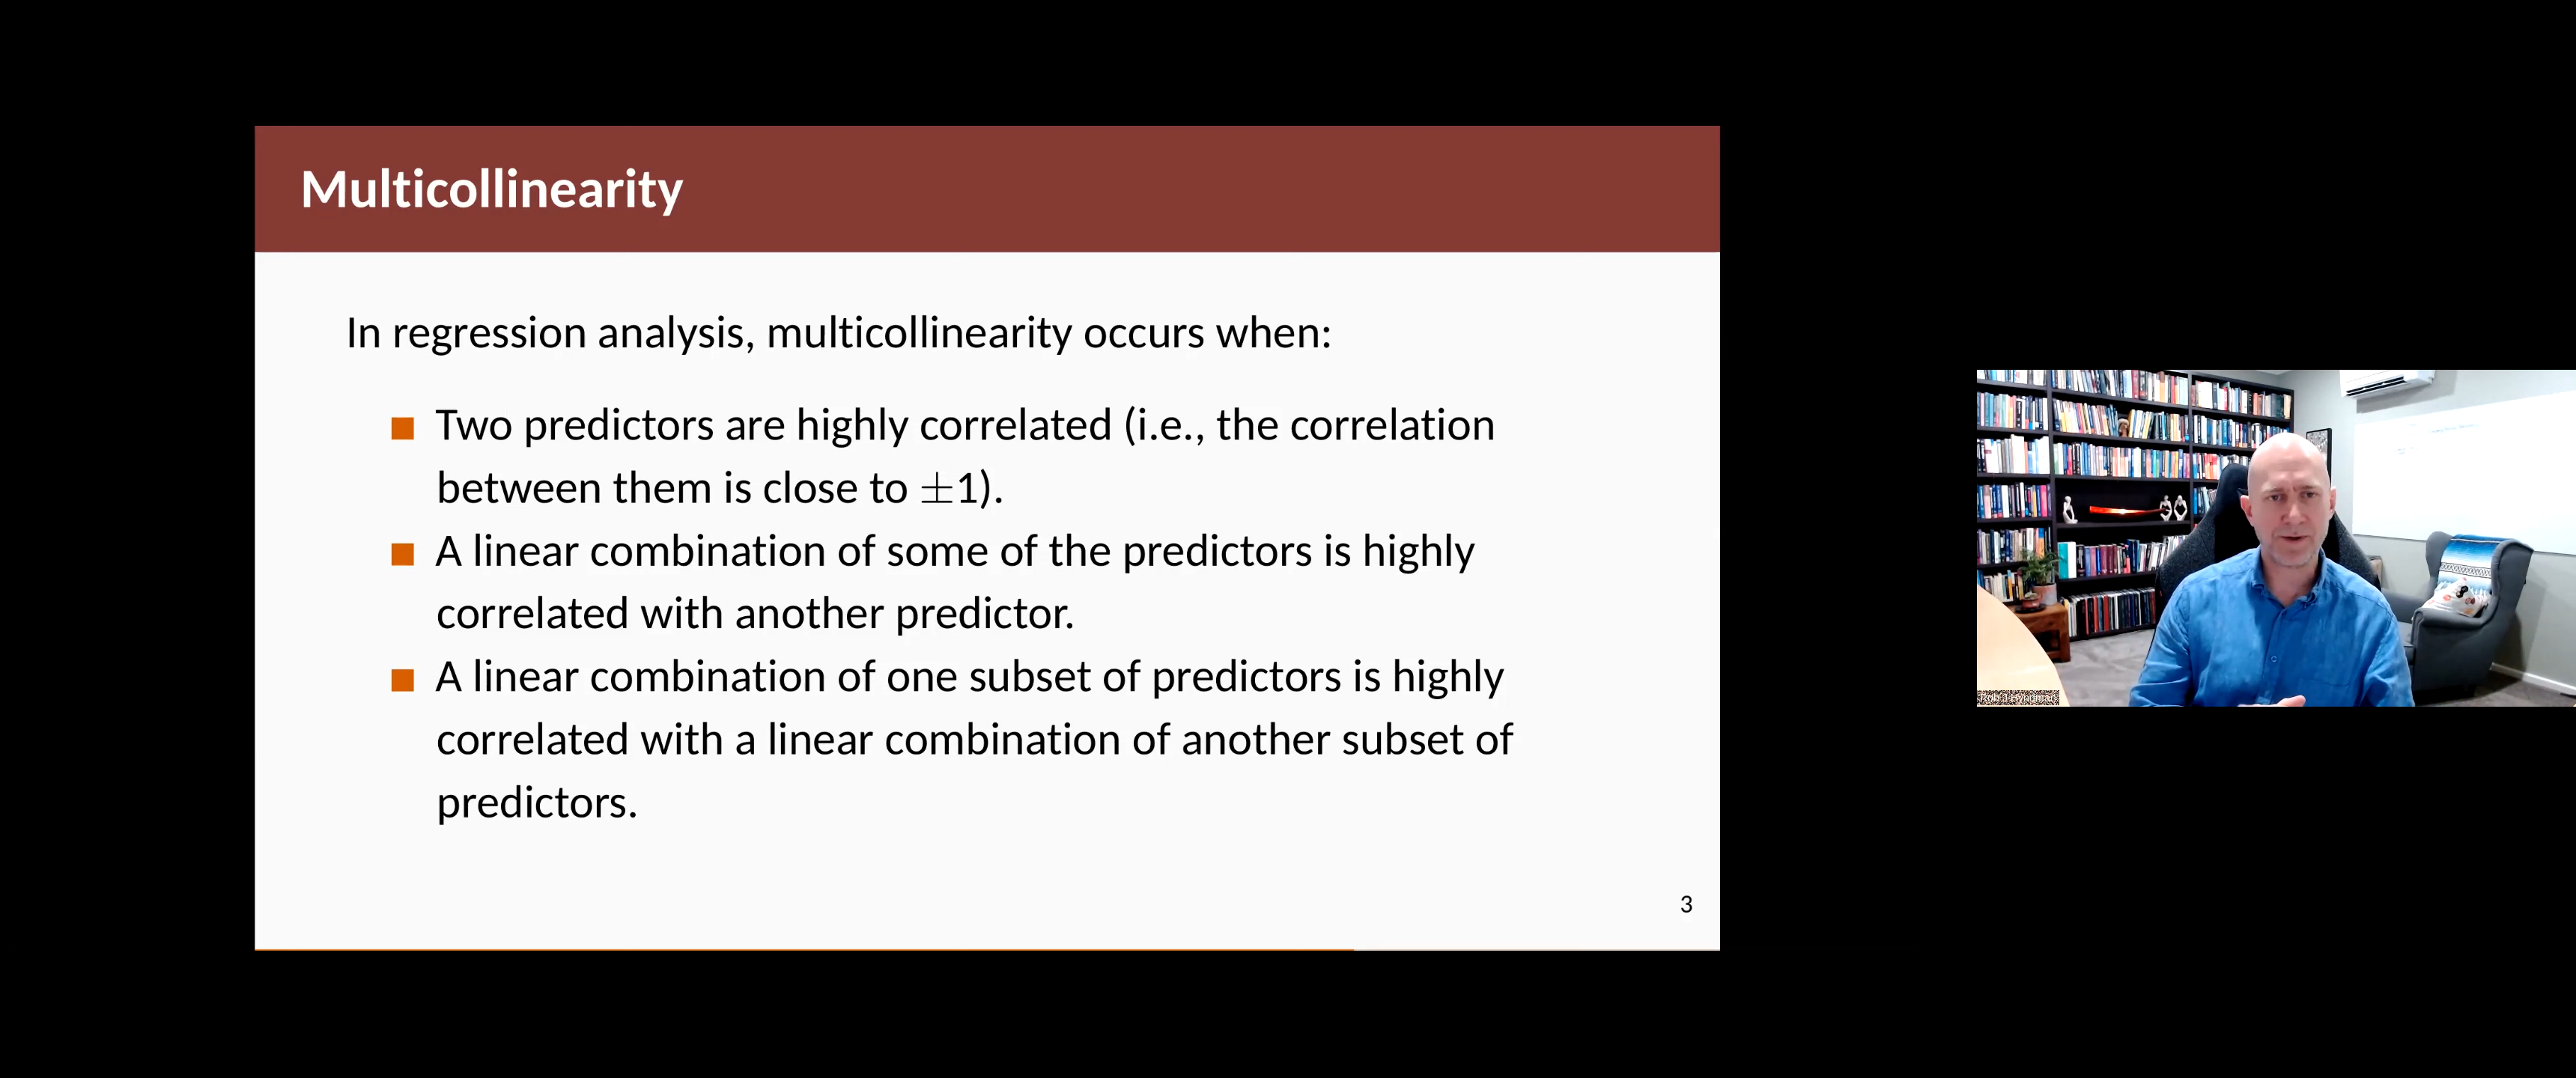 Multicollinearity
In regression analysis, multicollinearity occurs when:
■ Two predictors are highly correlated (i.e., the correlation
between them is close to ±1).
■ A linear combination of some of the predictors is highly
correlated with another predictor.
■ A linear combination of one subset of predictors is highly
correlated with a linear combination of another subset of
predictors.
3